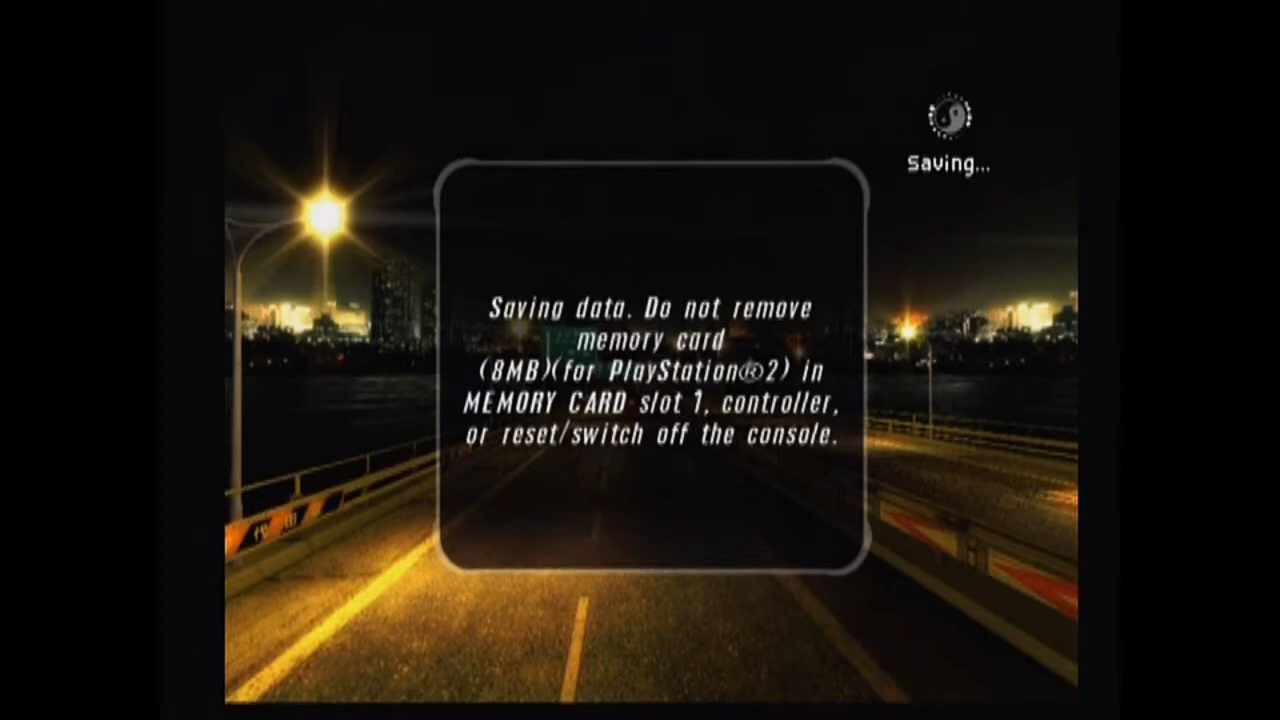 Saving...
Saving data. Do not remove
memory card
(8MB)(for PlayStation®2) in
MEMORY CARD slot 1, controller,
or reset/switch off the console.